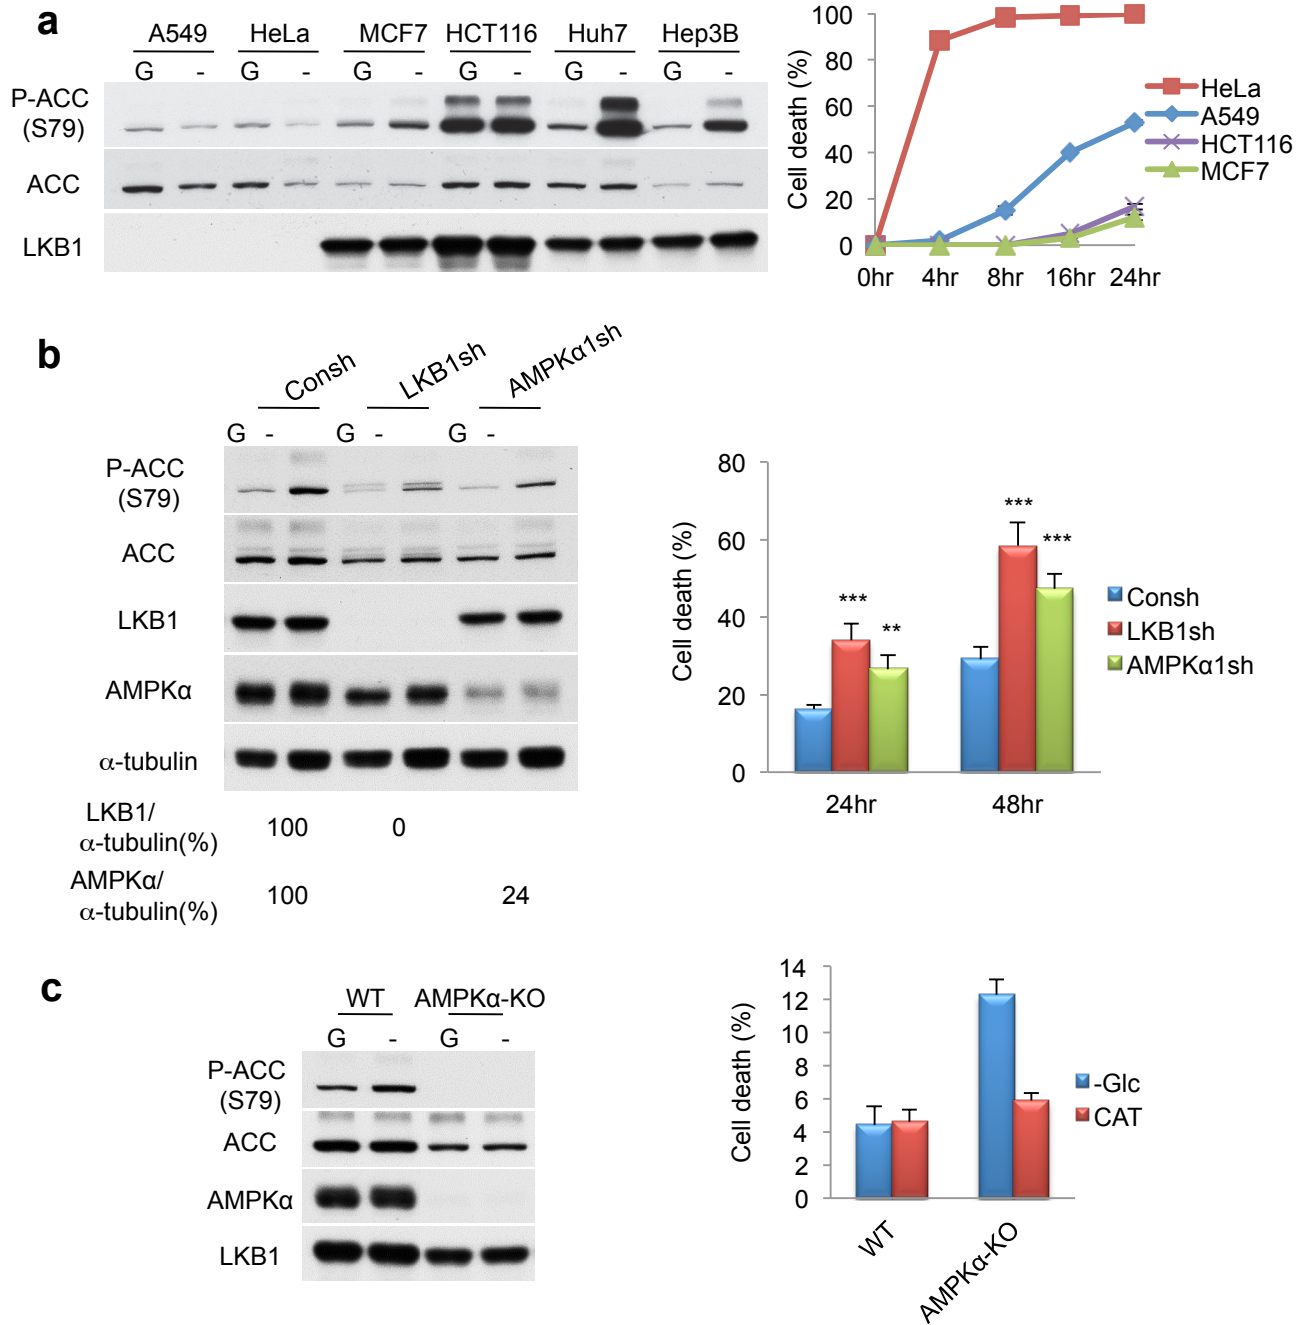 a
A549 HeLa MCF7 HCT116 Huh7 Hep3B
G - G - G - G - G - G -
P-ACC
(S79)
ACC
LKB1
Cell death (%)
100
80
60
40
20
0
0hr 4hr 8hr 16hr 24hr
HeLa
A549
HCT116
MCF7
b
Consh LKB1sh AMPKα1sh
G - G - G -
P-ACC
(S79)
ACC
LKB1
AMPKα
α-tubulin
LKB1/
α-tubulin(%)
100 0
AMPKα/
α-tubulin(%)
100 24
Cell death (%)
80
60
40
20
0
*** ** *** ***
24hr 48hr
Consh
LKB1sh
AMPKα1sh
c
WT AMPKα-KO
G - G -
P-ACC
(S79)
ACC
AMPKα
LKB1
Cell death (%)
14
12
10
8
6
4
2
0
WT AMPKα-KO
-Glc
CAT